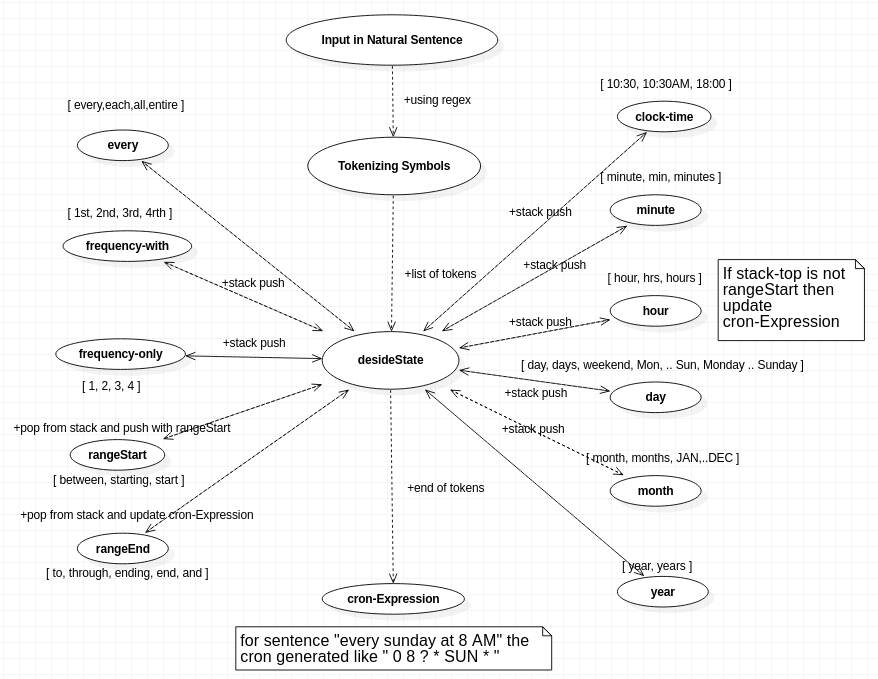 Input in Natural Sentence
+using regex
Tokenizing Symbols
+list of tokens
[ every,each,all,entire ]
every
[ 1st, 2nd, 3rd, 4rth ]
frequency-with
+stack push
frequency-only
+stack push
[ 1, 2, 3, 4 ]
+pop from stack and push with rangeStart
rangeStart
[ between, starting, start ]
+pop from stack and update cron-Expression
rangeEnd
[ to, through, ending, end, and ]
desideState
[ 10:30, 10:30AM, 18:00 ]
clock-time
+stack push
[ minute, min, minutes ]
minute
+stack push
[ hour, hrs, hours ]
hour
+stack push
If stack-top is not
rangeStart then
update
cron-Expression
[ day, days, weekend, Mon, .. Sun, Monday .. Sunday ]
day
+stack push
+stack push
[ month, months, JAN,..DEC ]
month
[ year, years ]
year
+end of tokens
cron-Expression
for sentence "every sunday at 8 AM" the
cron generated like " 0 8 ? * SUN * "